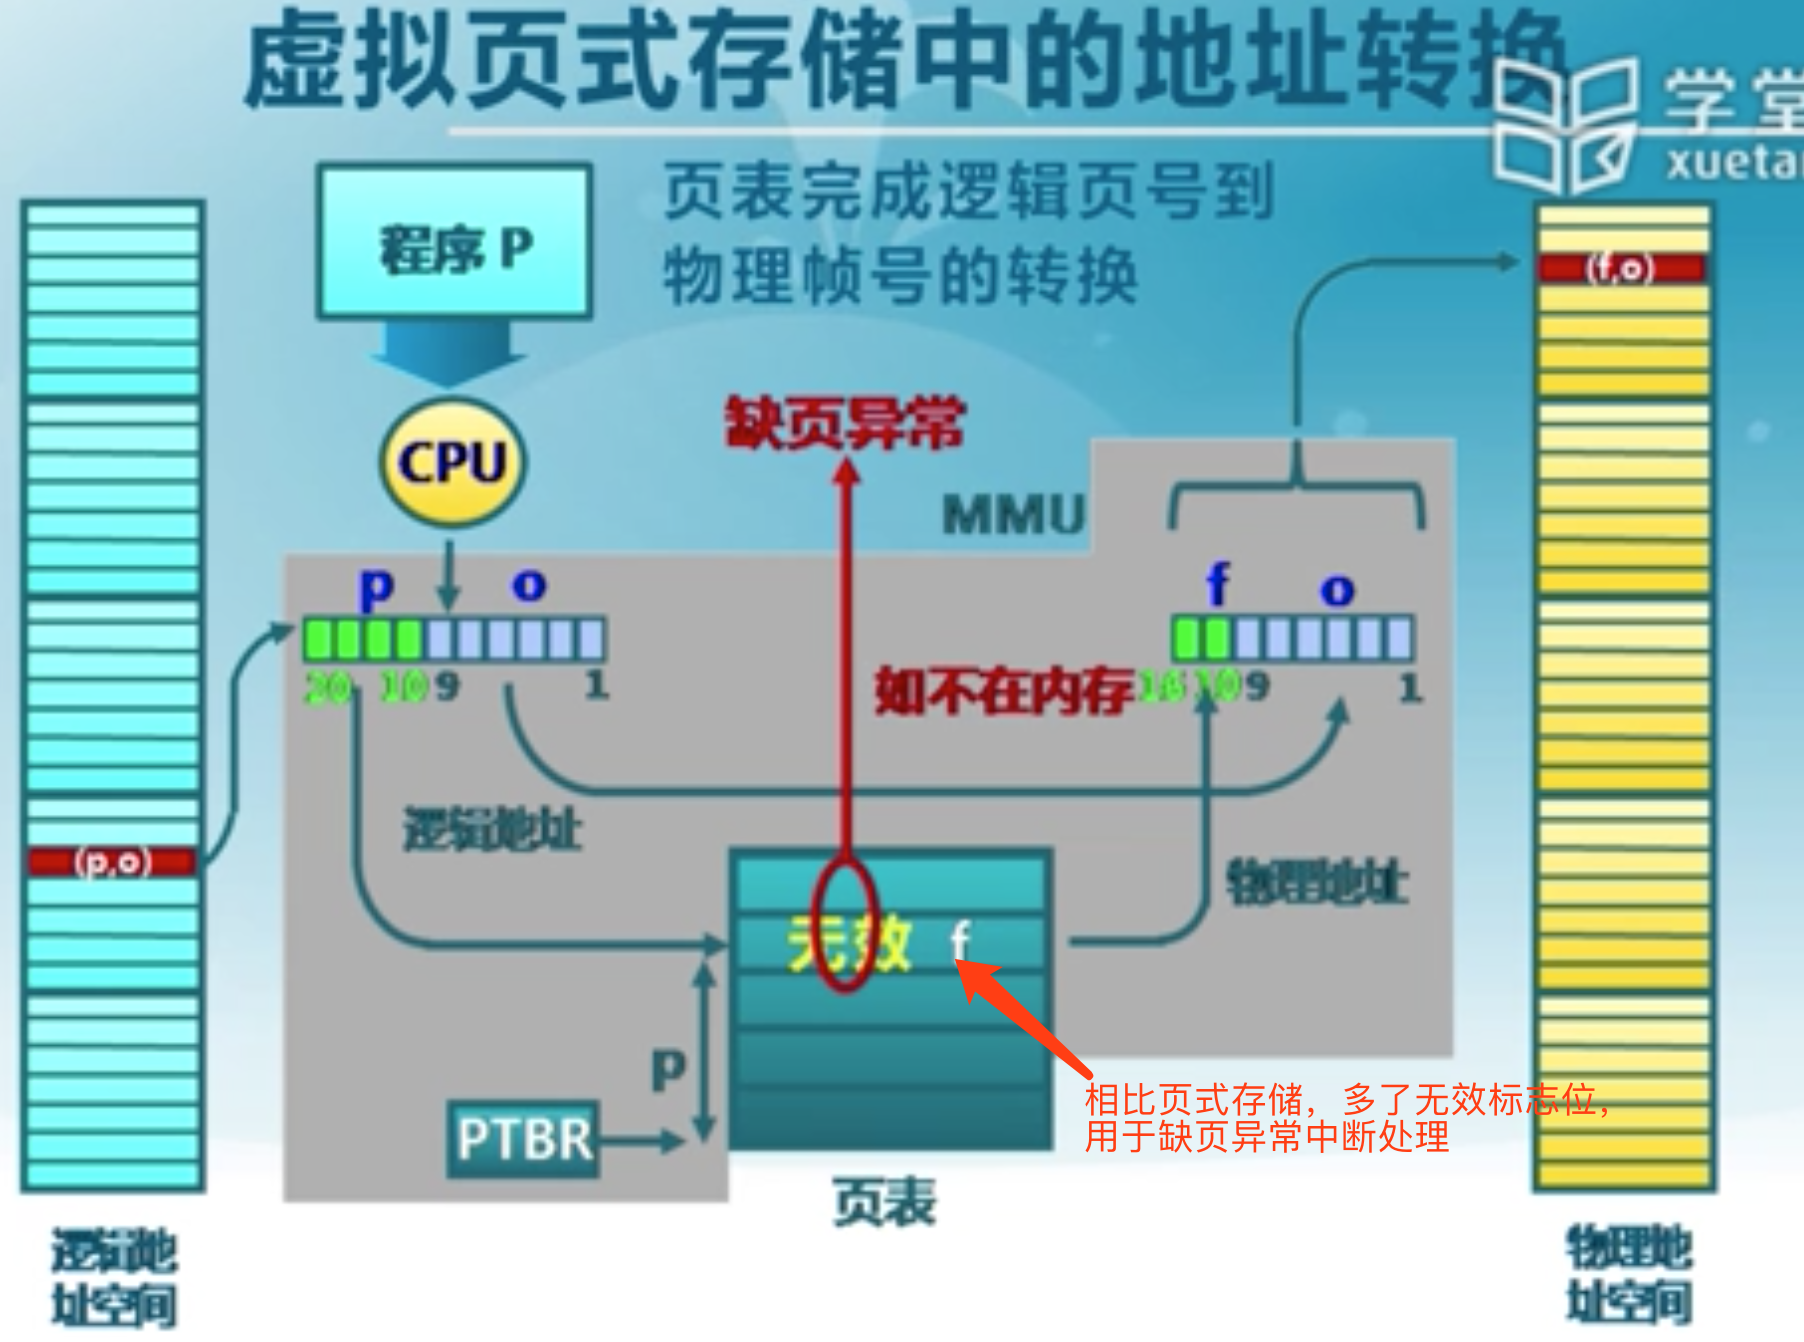 虚拟页式存储中的地址转换
学堂
xueta
程序 P
页表完成逻辑页号到
物理帧号的转换
(f,o)
缺页异常
CPU
MMU
p o
f o
20 10 9 1
如不在内存
16 10 9 1
逻辑地址
(p,o)
物理地址
无效 f
p
PTBR
相比页式存储，多了无效标志位，
用于缺页异常中断处理
页表
逻辑地
址空间
物理地
址空间